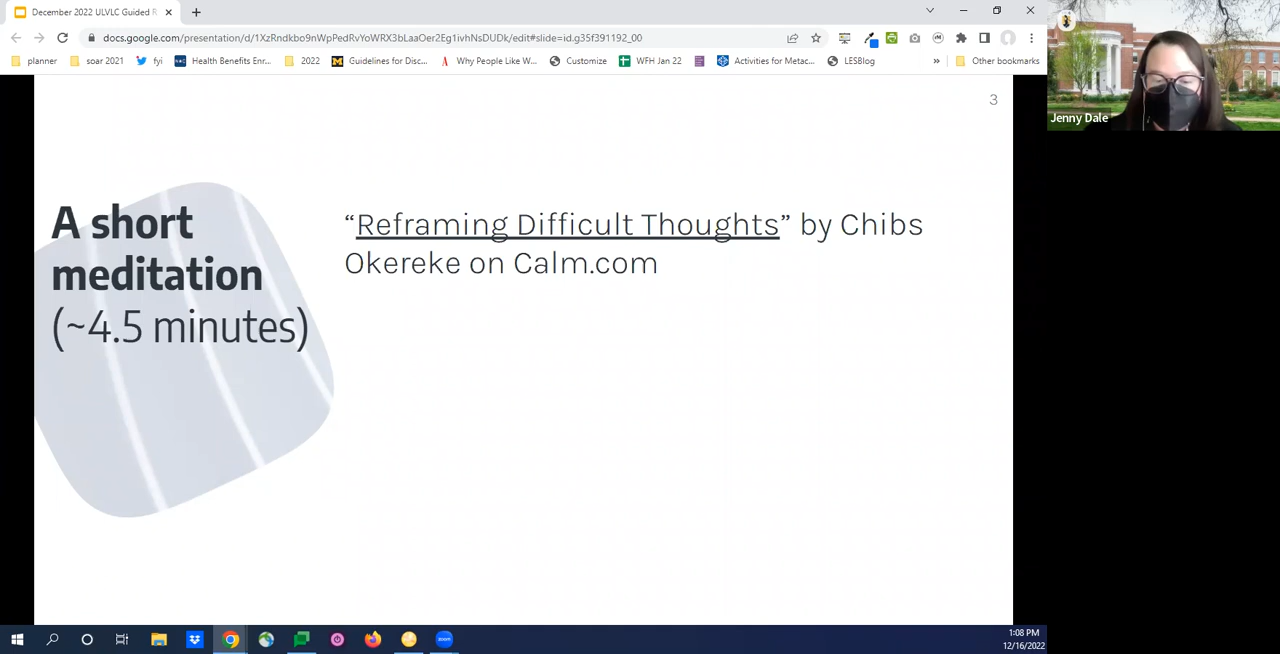 December 2022 ULVLC Guided R
docs.google.com/presentation/d/1XzRndkbo9nWpPedRvYoWRX3bLaaOer2Eg1ivhNsDUDk/edit#slide=id.g35f391192_00
planner
soar 2021
fyi
Health Benefits Enr...
2022
Guidelines for Disc...
Why People Like W...
Customize
WFH Jan 22
Activities for Metac...
LESBlog
»
Other bookmarks
Jenny Dale
3
A short
meditation
(~4.5 minutes)
“Reframing Difficult Thoughts” by Chibs
Okereke on Calm.com
zoom
1:08 PM
12/16/2022